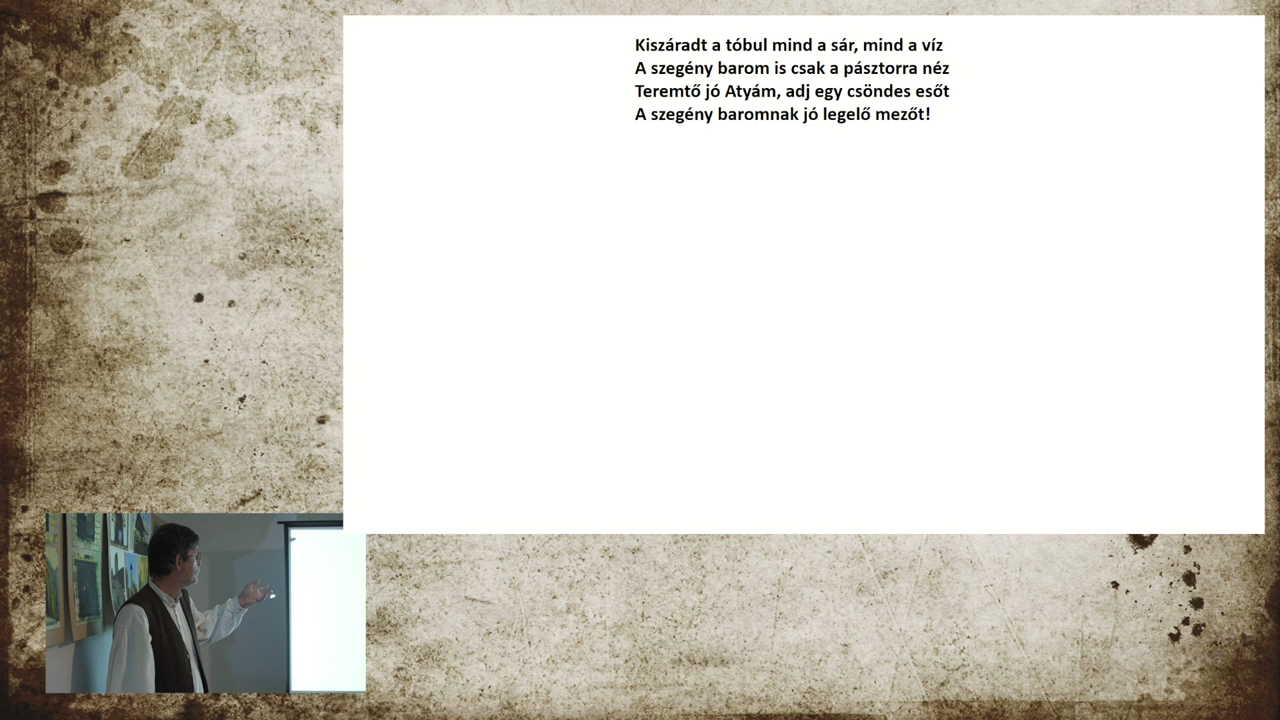 Kiszáradt a tóbul mind a sár, mind a víz
A szegény barom is csak a pásztorra néz
Teremtő jó Atyám, adj egy csöndes esőt
A szegény baromnak jó legelő mezőt!